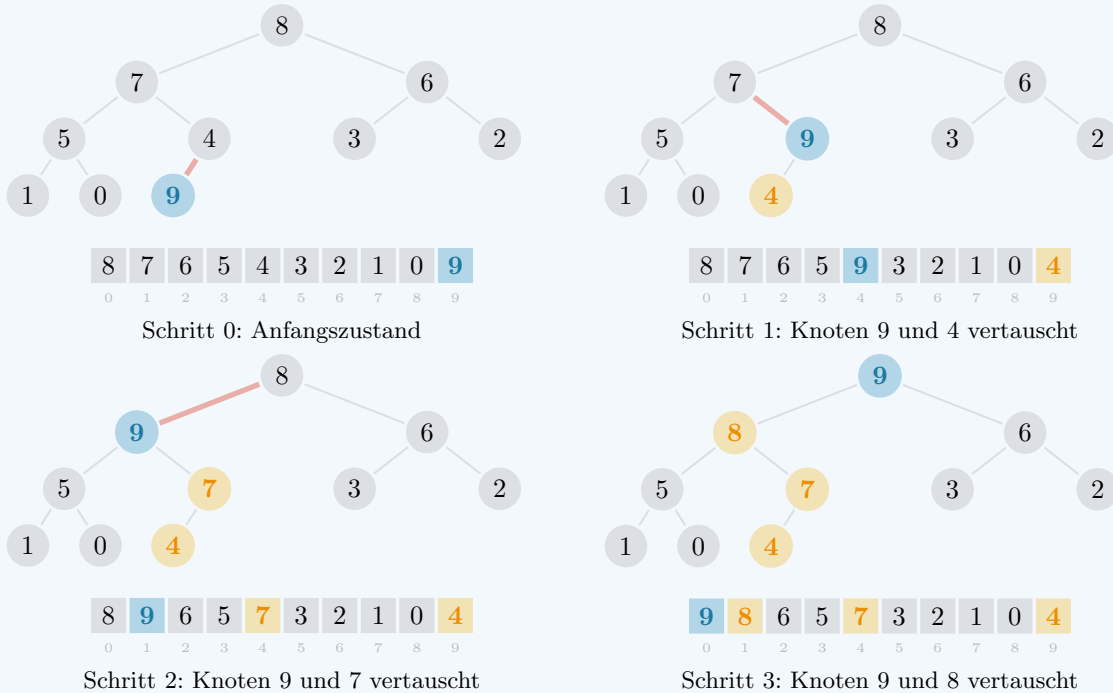 8
7 6
5 4 3 2
1 0 9
8 7 6 5 4 3 2 1 0 9
0 1 2 3 4 5 6 7 8 9
Schritt 0: Anfangszustand
8
7 6
5 9 3 2
1 0 4
8 7 6 5 9 3 2 1 0 4
0 1 2 3 4 5 6 7 8 9
Schritt 1: Knoten 9 und 4 vertauscht
8
9 6
5 7 3 2
1 0 4
8 9 6 5 7 3 2 1 0 4
0 1 2 3 4 5 6 7 8 9
Schritt 2: Knoten 9 und 7 vertauscht
9
8 6
5 7 3 2
1 0 4
9 8 6 5 7 3 2 1 0 4
0 1 2 3 4 5 6 7 8 9
Schritt 3: Knoten 9 und 8 vertauscht